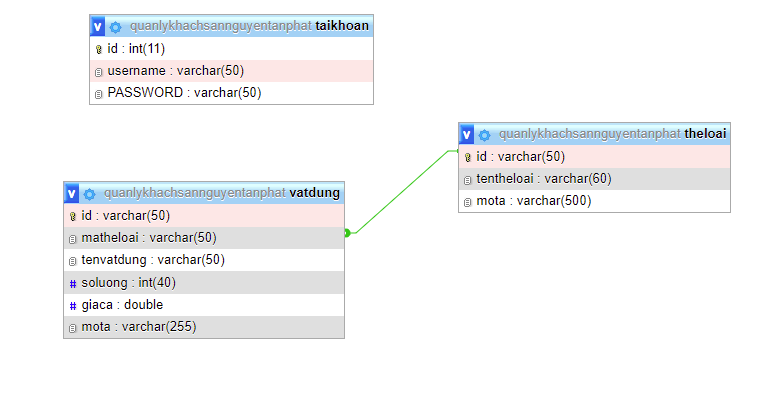 v quanlykhachsannguyentanphat taikhoan
id : int(11)
username : varchar(50)
PASSWORD : varchar(50)
v quanlykhachsannguyentanphat theloai
id : varchar(50)
tentheloai : varchar(60)
mota : varchar(500)
v quanlykhachsannguyentanphat vatdung
id : varchar(50)
matheloai : varchar(50)
tenvatdung : varchar(50)
# soluong : int(40)
# giaca : double
mota : varchar(255)